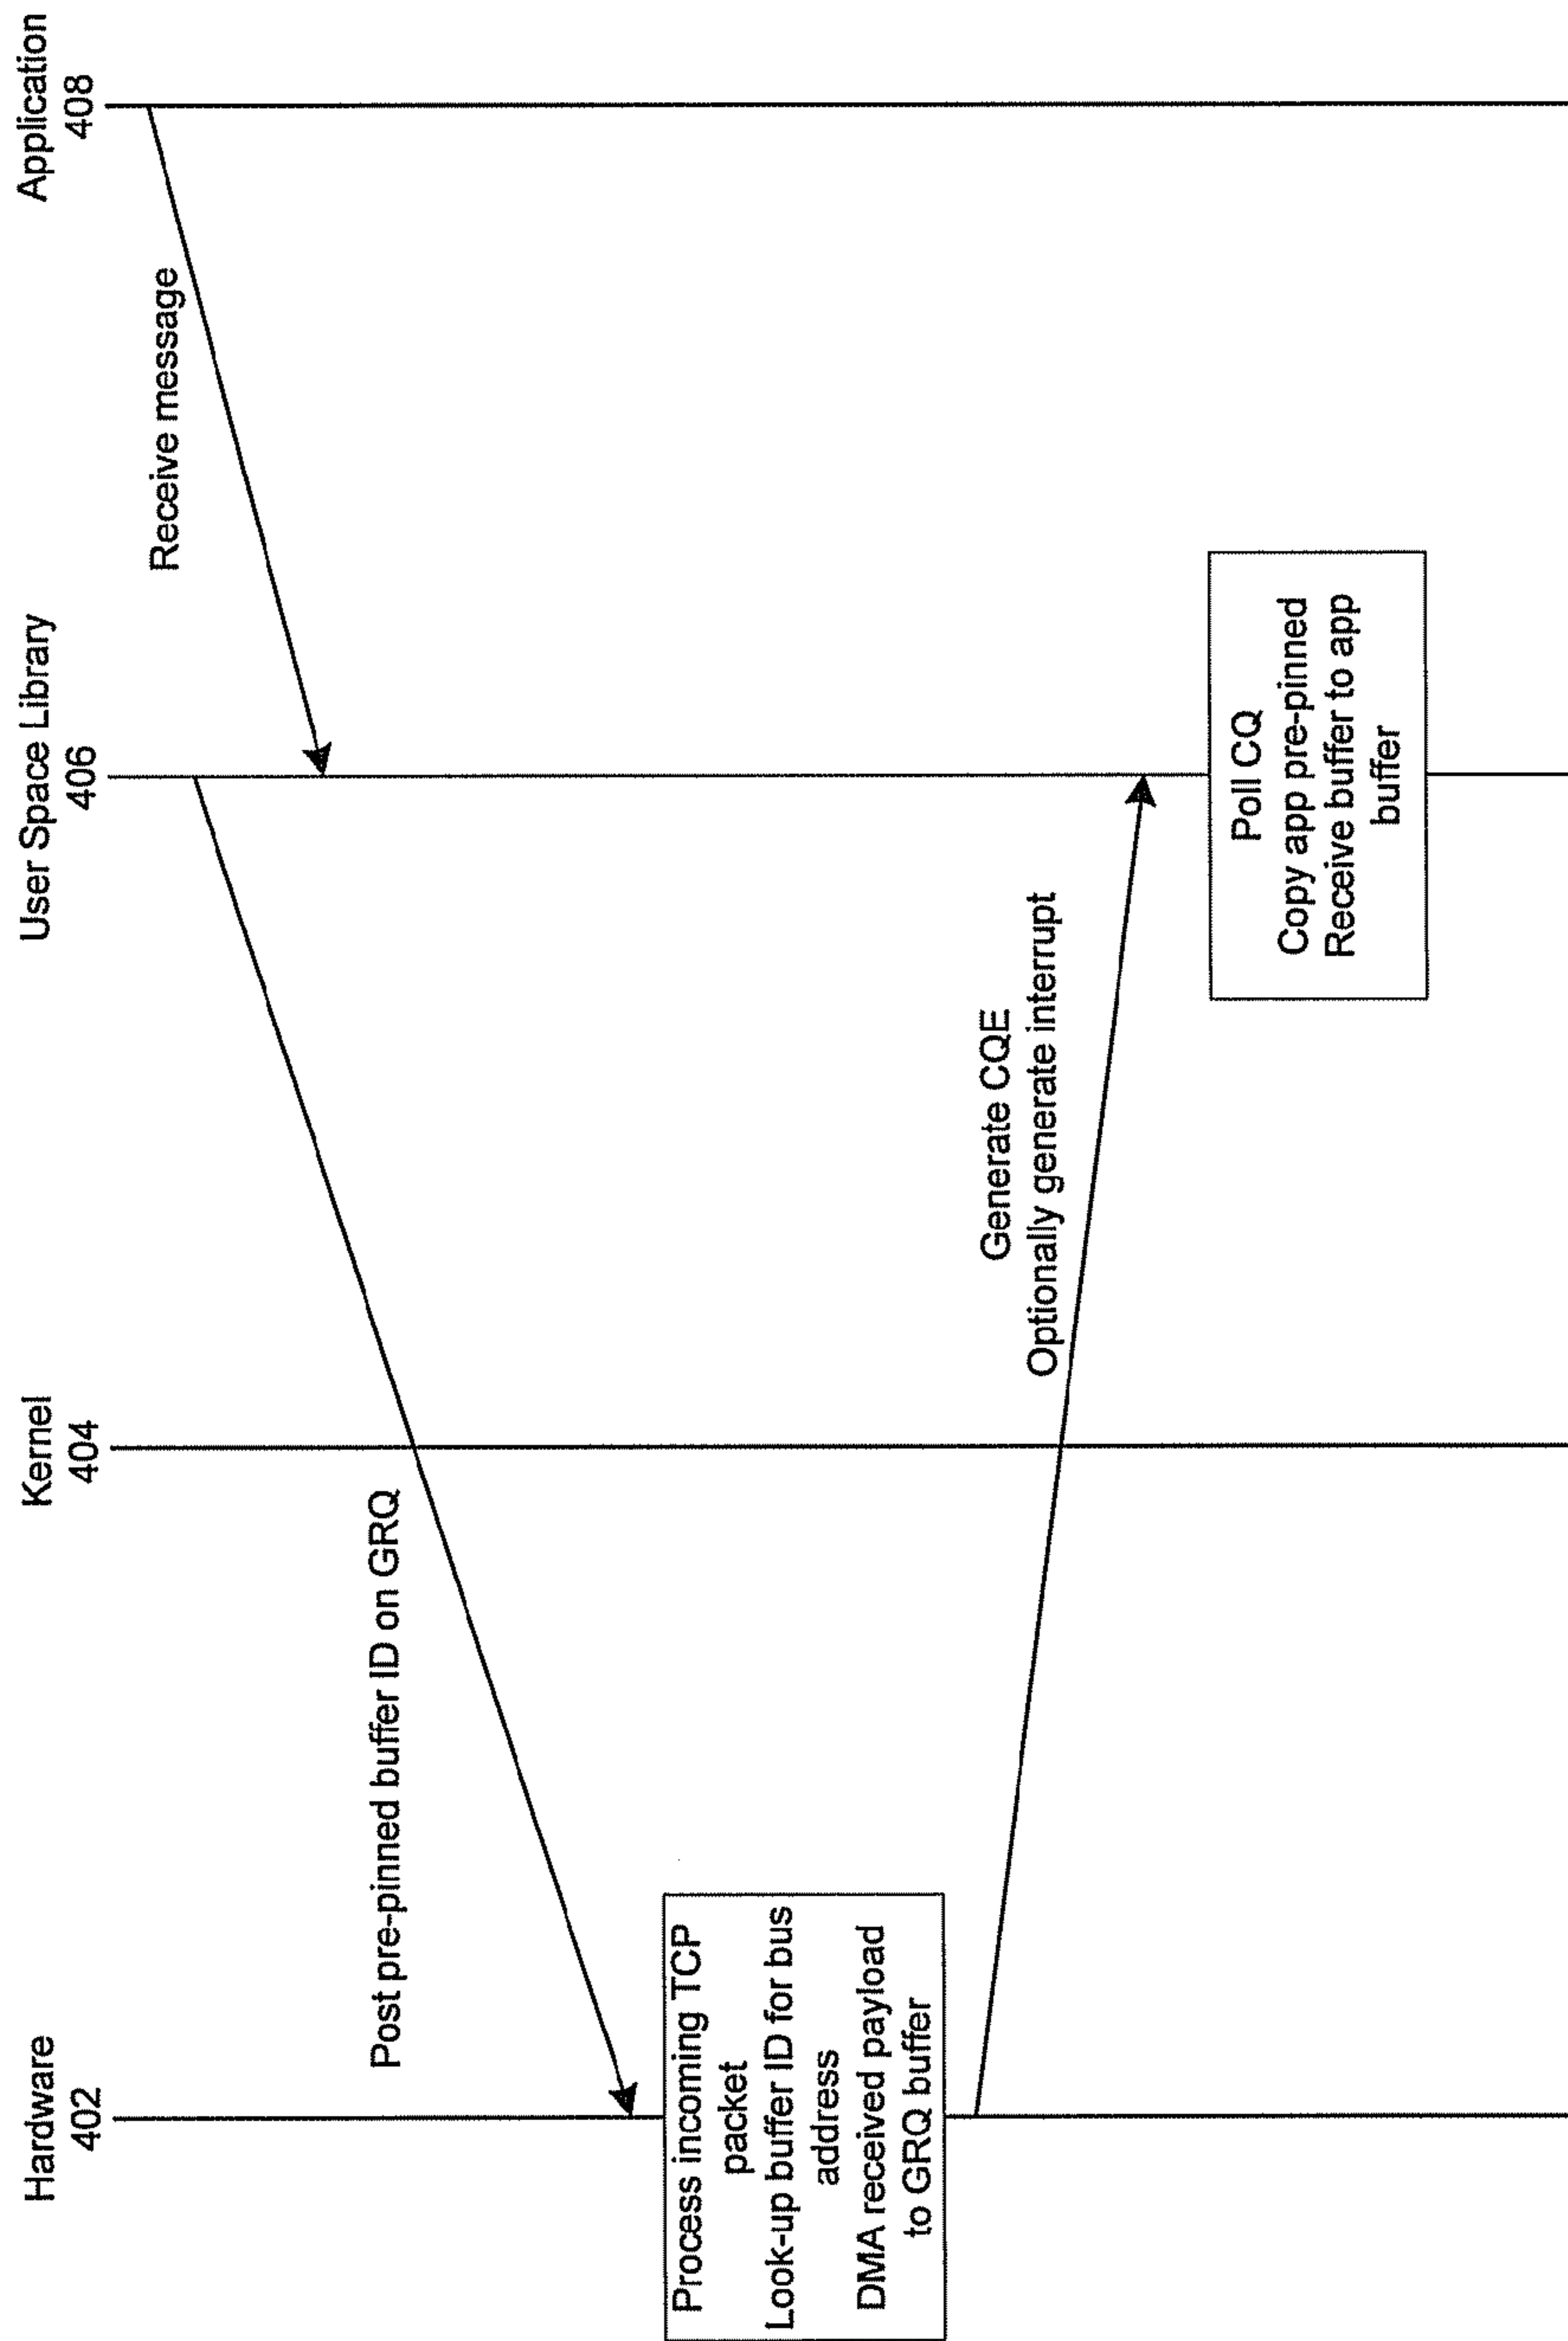 Hardware
402
Kernel
404
User Space Library
406
Application
408
Receive message
Post pre-pinned buffer ID on GRQ
Process incoming TCP
packet
Look-up buffer ID for bus
address
DMA received payload
to GRQ buffer
Generate CQE
Optionally generate interrupt
Poll CQ
Copy app pre-pinned
Receive buffer to app
buffer